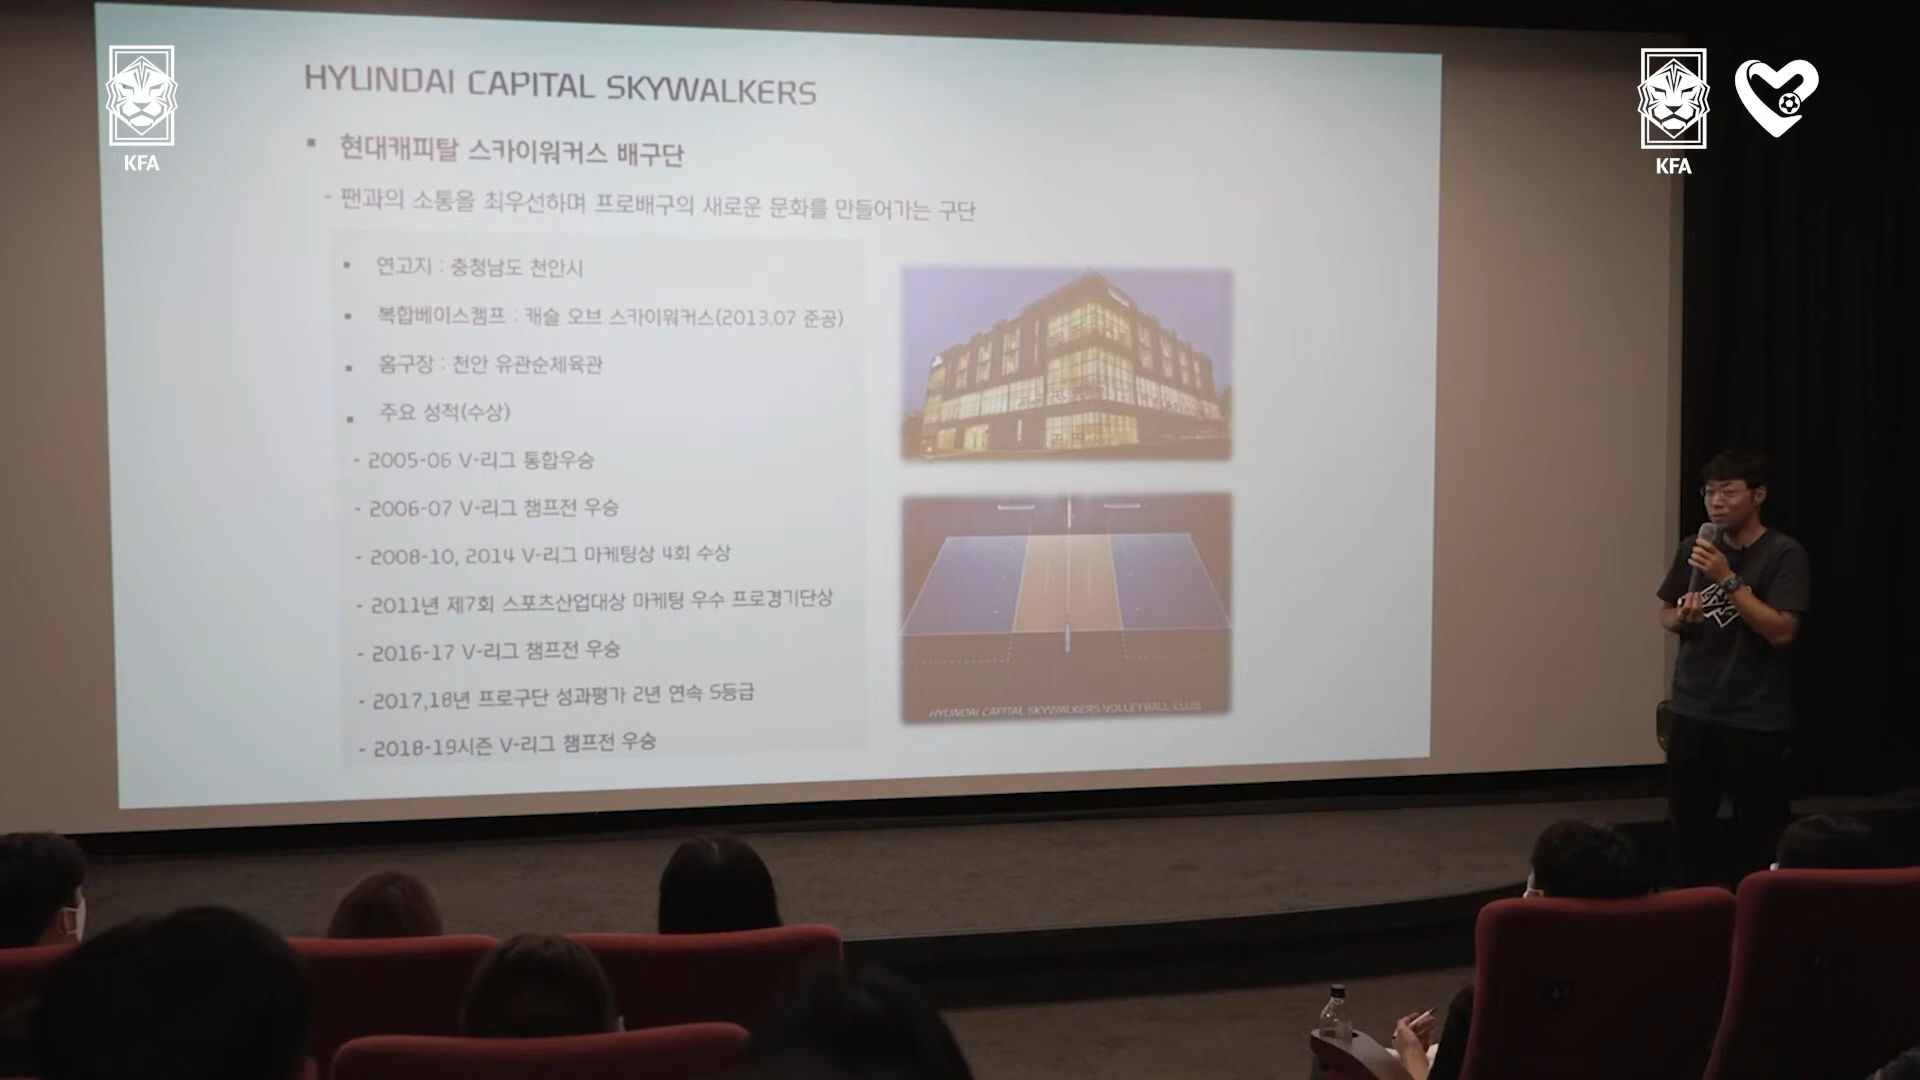 KFA
KFA
HYUNDAI CAPITAL SKYWALKERS
▪ 현대캐피탈 스카이워커스 배구단
- 팬과의 소통을 최우선하며 프로배구의 새로운 문화를 만들어가는 구단
▪ 연고지 : 충청남도 천안시
▪ 복합베이스캠프 : 캐슬 오브 스카이워커스(2013.07 준공)
▪ 홈구장 : 천안 유관순체육관
▪ 주요 성적(수상)
- 2005-06 V-리그 통합우승
- 2006-07 V-리그 챔프전 우승
- 2008-10, 2014 V-리그 마케팅상 4회 수상
- 2011년 제7회 스포츠산업대상 마케팅 우수 프로경기단상
- 2016-17 V-리그 챔프전 우승
- 2017,18년 프로구단 성과평가 2년 연속 S등급
- 2018-19시즌 V-리그 챔프전 우승
HYUNDAI CAPITAL SKYWALKERS VOLLEYBALL CLUB